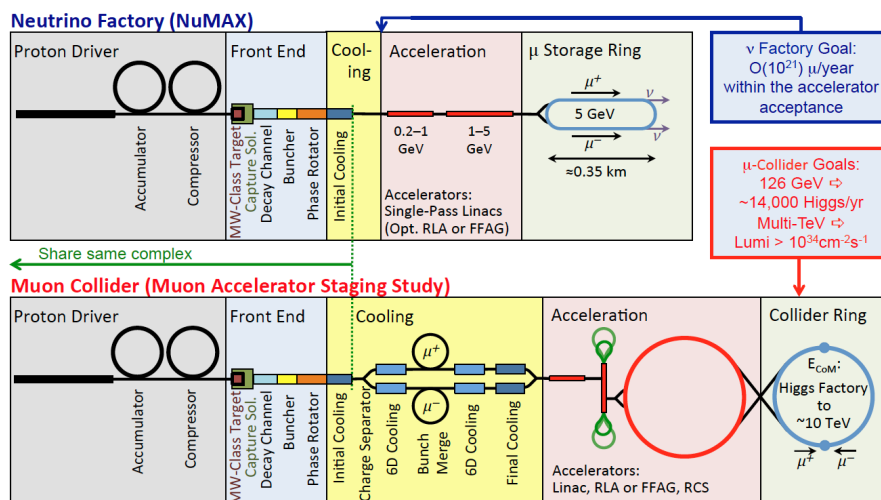 Neutrino Factory (NuMAX)
Proton Driver
Front End
Cool-
ing
Acceleration
μ Storage Ring
Accumulator
Compressor
MW-Class Target
Capture Sol.
Decay Channel
Buncher
Phase Rotator
Initial Cooling
0.2–1
GeV
1–5
GeV
Accelerators:
Single-Pass Linacs
(Opt. RLA or FFAG)
μ+
ν
5 GeV
ν
μ−
≈0.35 km
ν Factory Goal:
O(10²¹) μ/year
within the accelerator
acceptance
μ-Collider Goals:
126 GeV ⇨
~14,000 Higgs/yr
Multi-TeV ⇨
Lumi > 10³⁴cm⁻²s⁻¹
Share same complex
Muon Collider (Muon Accelerator Staging Study)
Proton Driver
Front End
Cooling
Acceleration
Collider Ring
Accumulator
Compressor
MW-Class Target
Capture Sol.
Decay Channel
Buncher
Phase Rotator
Initial Cooling
Charge Separator
6D Cooling
μ+
μ−
Bunch
Merge
6D Cooling
Final Cooling
Accelerators:
Linac, RLA or FFAG, RCS
ECoM:
Higgs Factory
to
~10 TeV
μ+ μ−